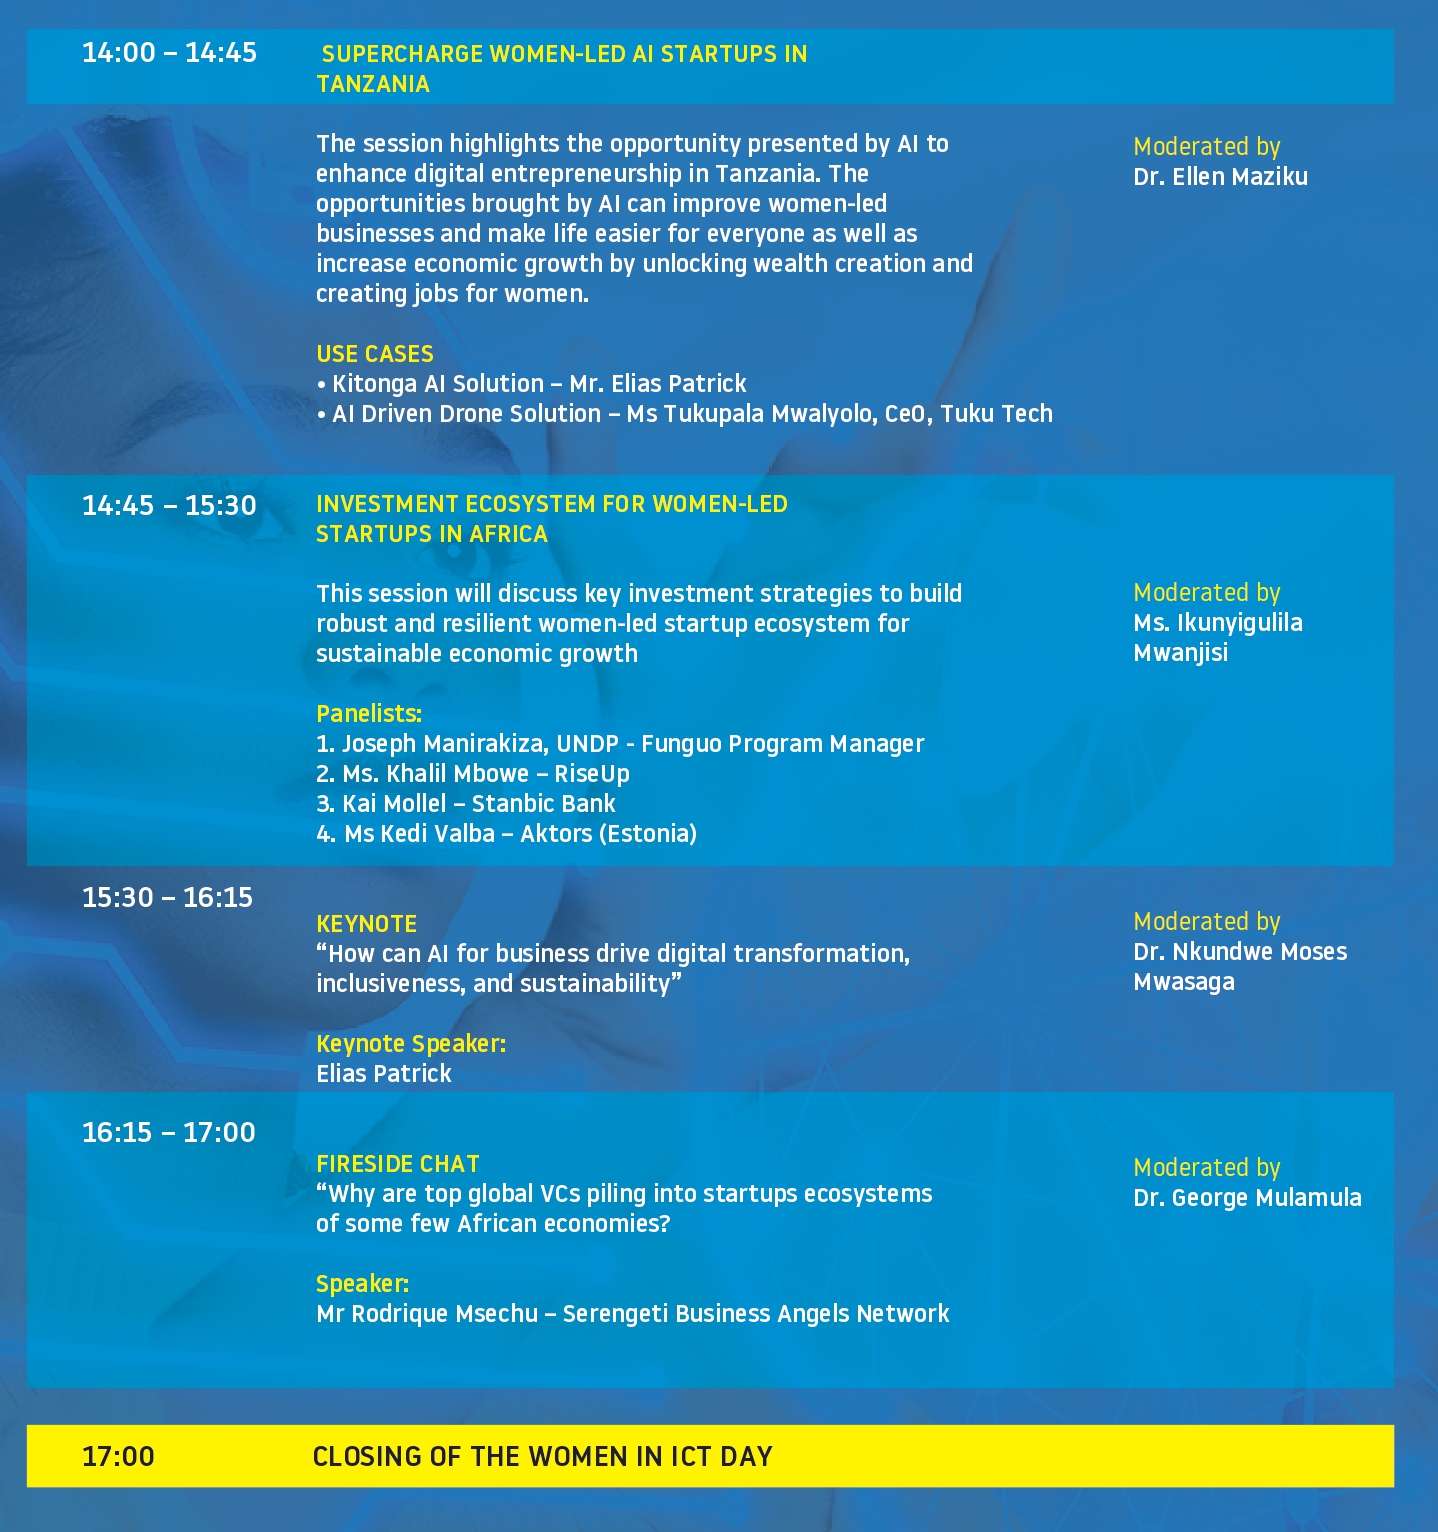 14:00 – 14:45
SUPERCHARGE WOMEN-LED AI STARTUPS IN
TANZANIA
The session highlights the opportunity presented by AI to
enhance digital entrepreneurship in Tanzania. The
opportunities brought by AI can improve women-led
businesses and make life easier for everyone as well as
increase economic growth by unlocking wealth creation and
creating jobs for women.
Moderated by
Dr. Ellen Maziku
USE CASES
• Kitonga AI Solution – Mr. Elias Patrick
• AI Driven Drone Solution – Ms Tukupala Mwalyolo, CeO, Tuku Tech
14:45 – 15:30
INVESTMENT ECOSYSTEM FOR WOMEN-LED
STARTUPS IN AFRICA
This session will discuss key investment strategies to build
robust and resilient women-led startup ecosystem for
sustainable economic growth
Moderated by
Ms. Ikunyigulila
Mwanjisi
Panelists:
1. Joseph Manirakiza, UNDP - Funguo Program Manager
2. Ms. Khalil Mbowe – RiseUp
3. Kai Mollel – Stanbic Bank
4. Ms Kedi Valba – Aktors (Estonia)
15:30 – 16:15
KEYNOTE
“How can AI for business drive digital transformation,
inclusiveness, and sustainability”
Moderated by
Dr. Nkundwe Moses
Mwasaga
Keynote Speaker:
Elias Patrick
16:15 – 17:00
FIRESIDE CHAT
“Why are top global VCs piling into startups ecosystems
of some few African economies?
Moderated by
Dr. George Mulamula
Speaker:
Mr Rodrique Msechu – Serengeti Business Angels Network
17:00
CLOSING OF THE WOMEN IN ICT DAY